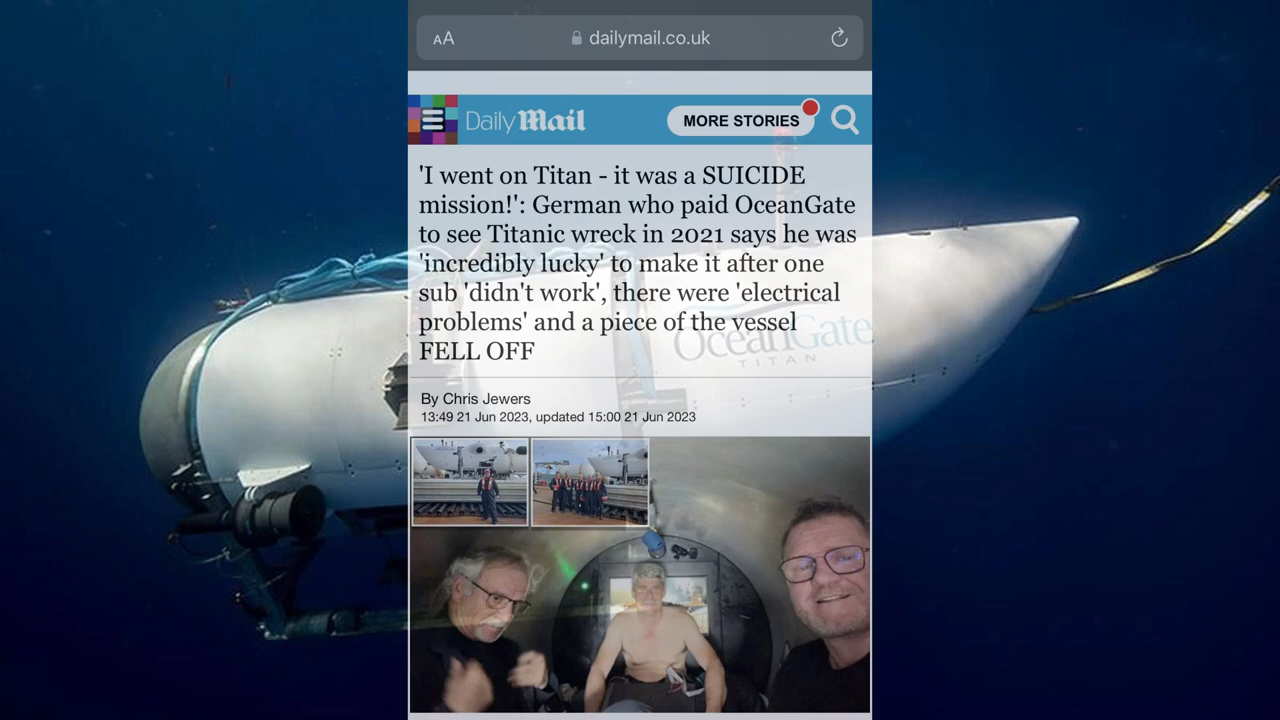 AA dailymail.co.uk
Daily Mail MORE STORIES
'I went on Titan - it was a SUICIDE
mission!': German who paid OceanGate
to see Titanic wreck in 2021 says he was
'incredibly lucky' to make it after one
sub 'didn't work', there were 'electrical
problems' and a piece of the vessel
FELL OFF
OceanGate
TITAN
By Chris Jewers
13:49 21 Jun 2023, updated 15:00 21 Jun 2023